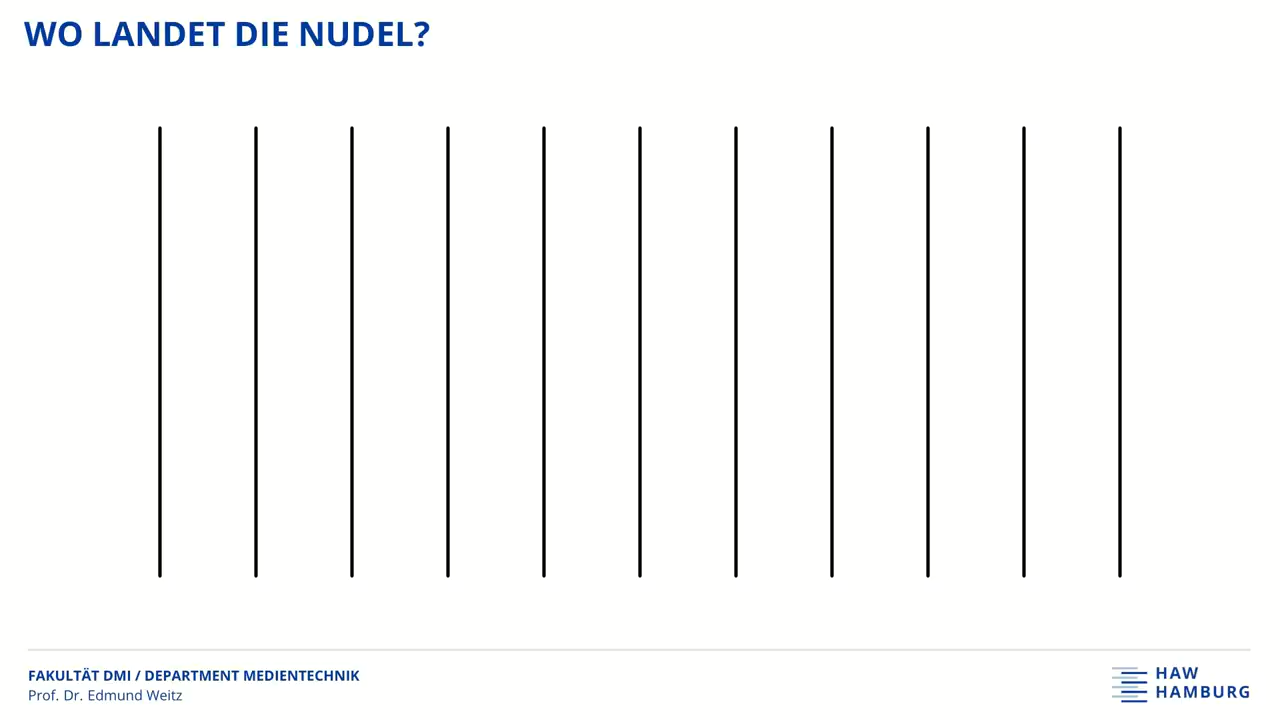 WO LANDET DIE NUDEL?
FAKULTÄT DMI / DEPARTMENT MEDIENTECHNIK
Prof. Dr. Edmund Weitz
HAW
HAMBURG